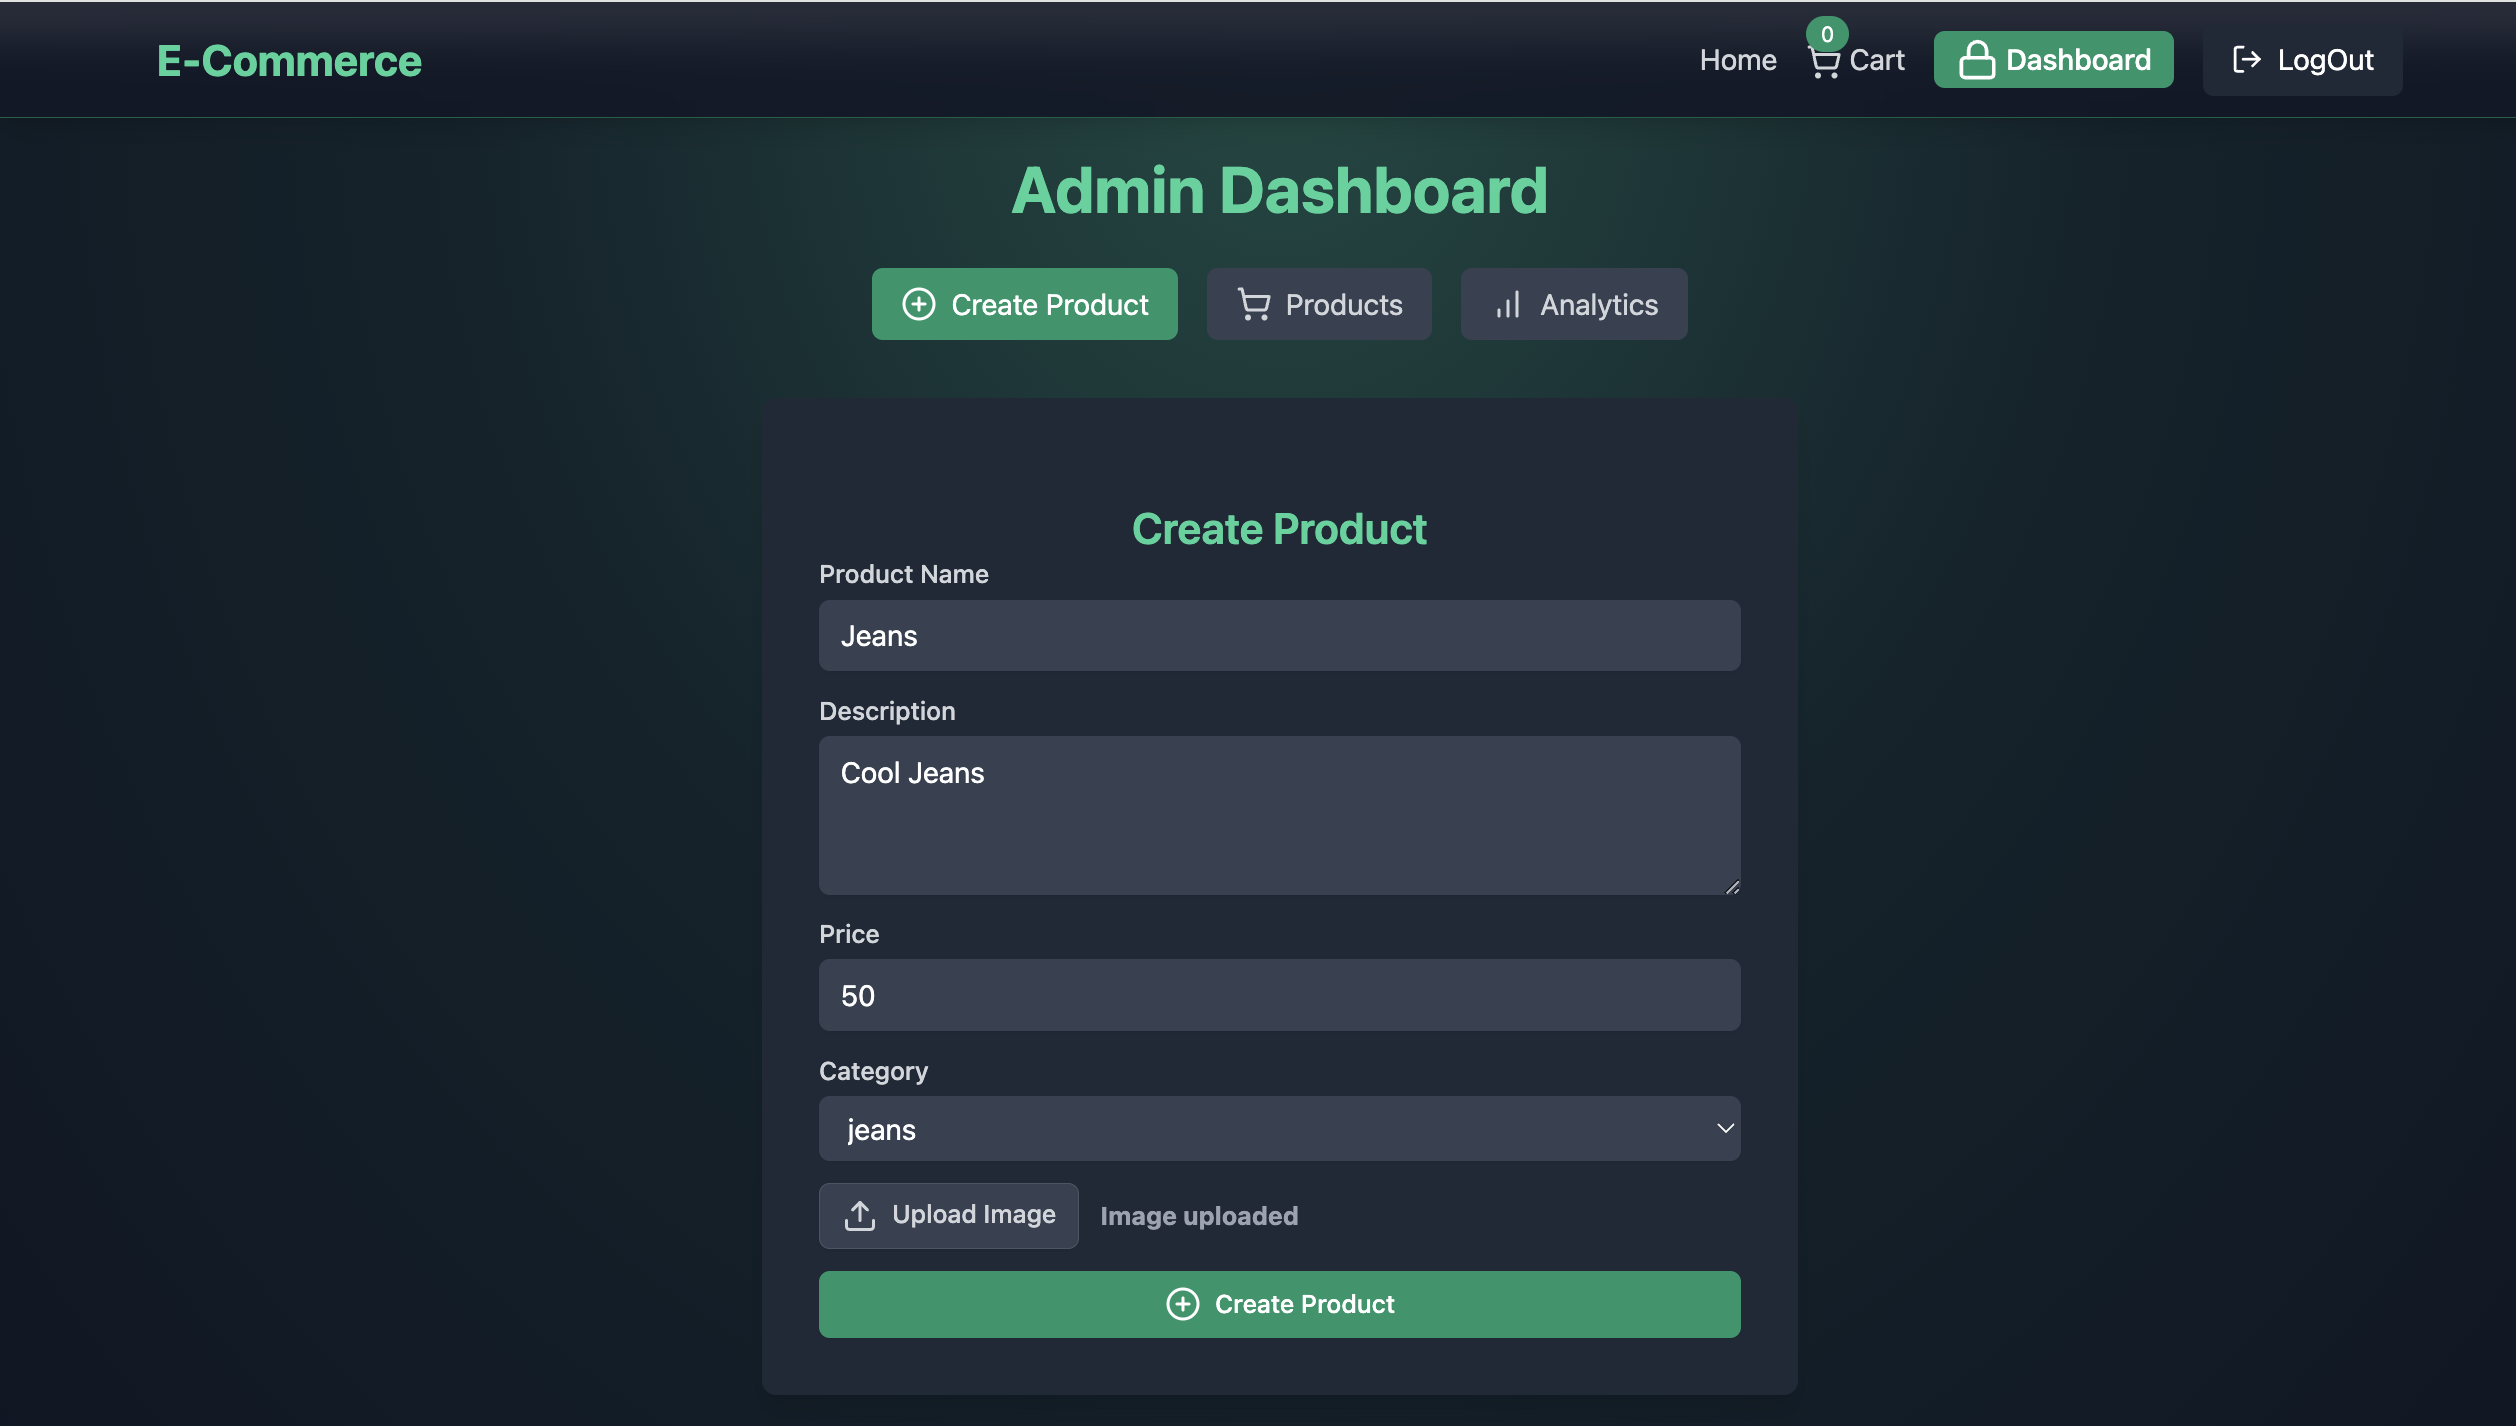 E-Commerce
Home
0
Cart
Dashboard
LogOut
Admin Dashboard
Create Product
Products
Analytics
Create Product
Product Name
Jeans
Description
Cool Jeans
Price
50
Category
jeans
Upload Image
Image uploaded
Create Product